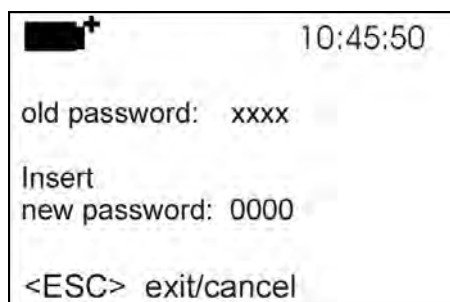 10:45:50
old password: xxxx
Insert
new password: 0000
<ESC> exit/cancel